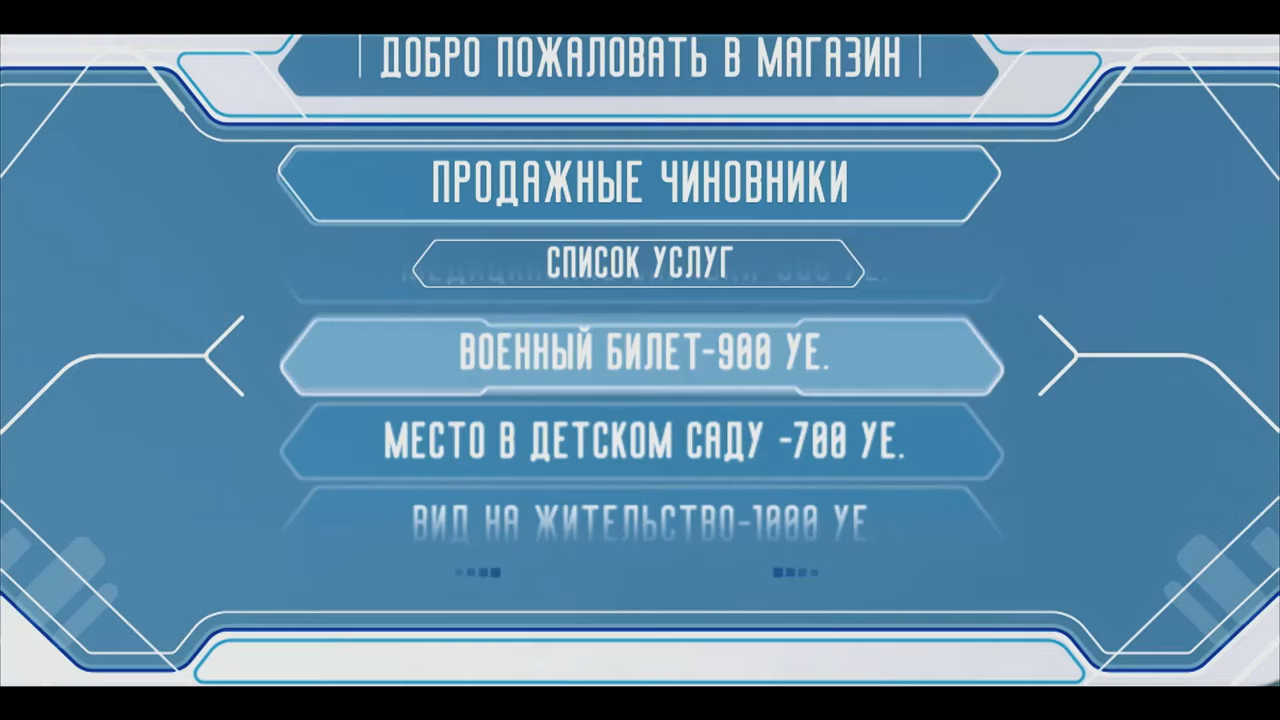 ДОБРО ПОЖАЛОВАТЬ В МАГАЗИН
ПРОДАЖНЫЕ ЧИНОВНИКИ
СПИСОК УСЛУГ
ВОЕННЫЙ БИЛЕТ-900 УЕ.
МЕСТО В ДЕТСКОМ САДУ -700 УЕ.
ВИД НА ЖИТЕЛЬСТВО-1000 УЕ.